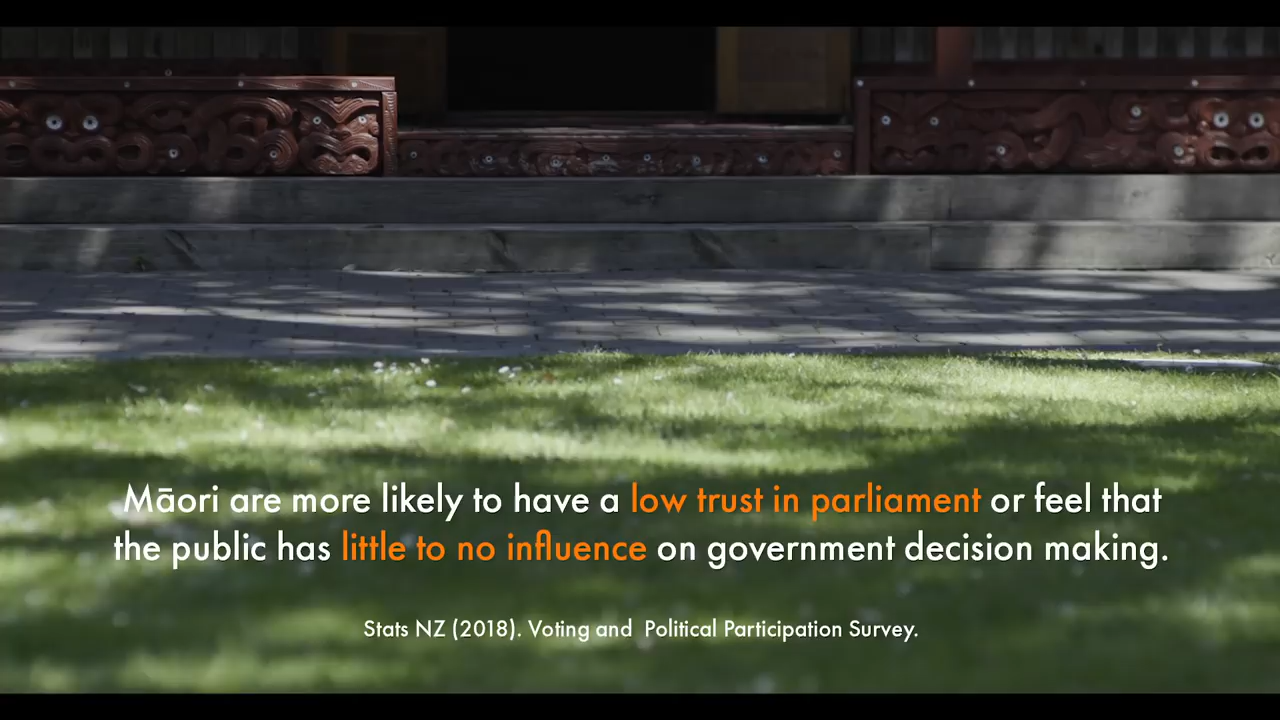 Māori are more likely to have a low trust in parliament or feel that
the public has little to no influence on government decision making.
Stats NZ (2018). Voting and  Political Participation Survey.